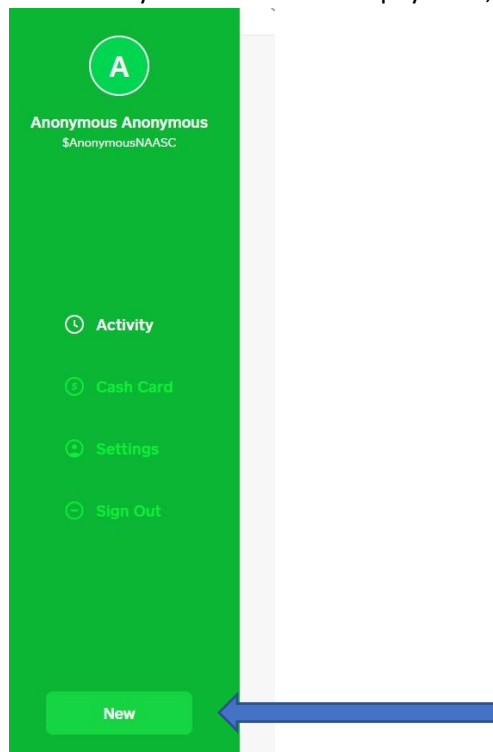 A
Anonymous Anonymous
$AnonymousNAASC
Activity
Cash Card
Settings
Sign Out
New